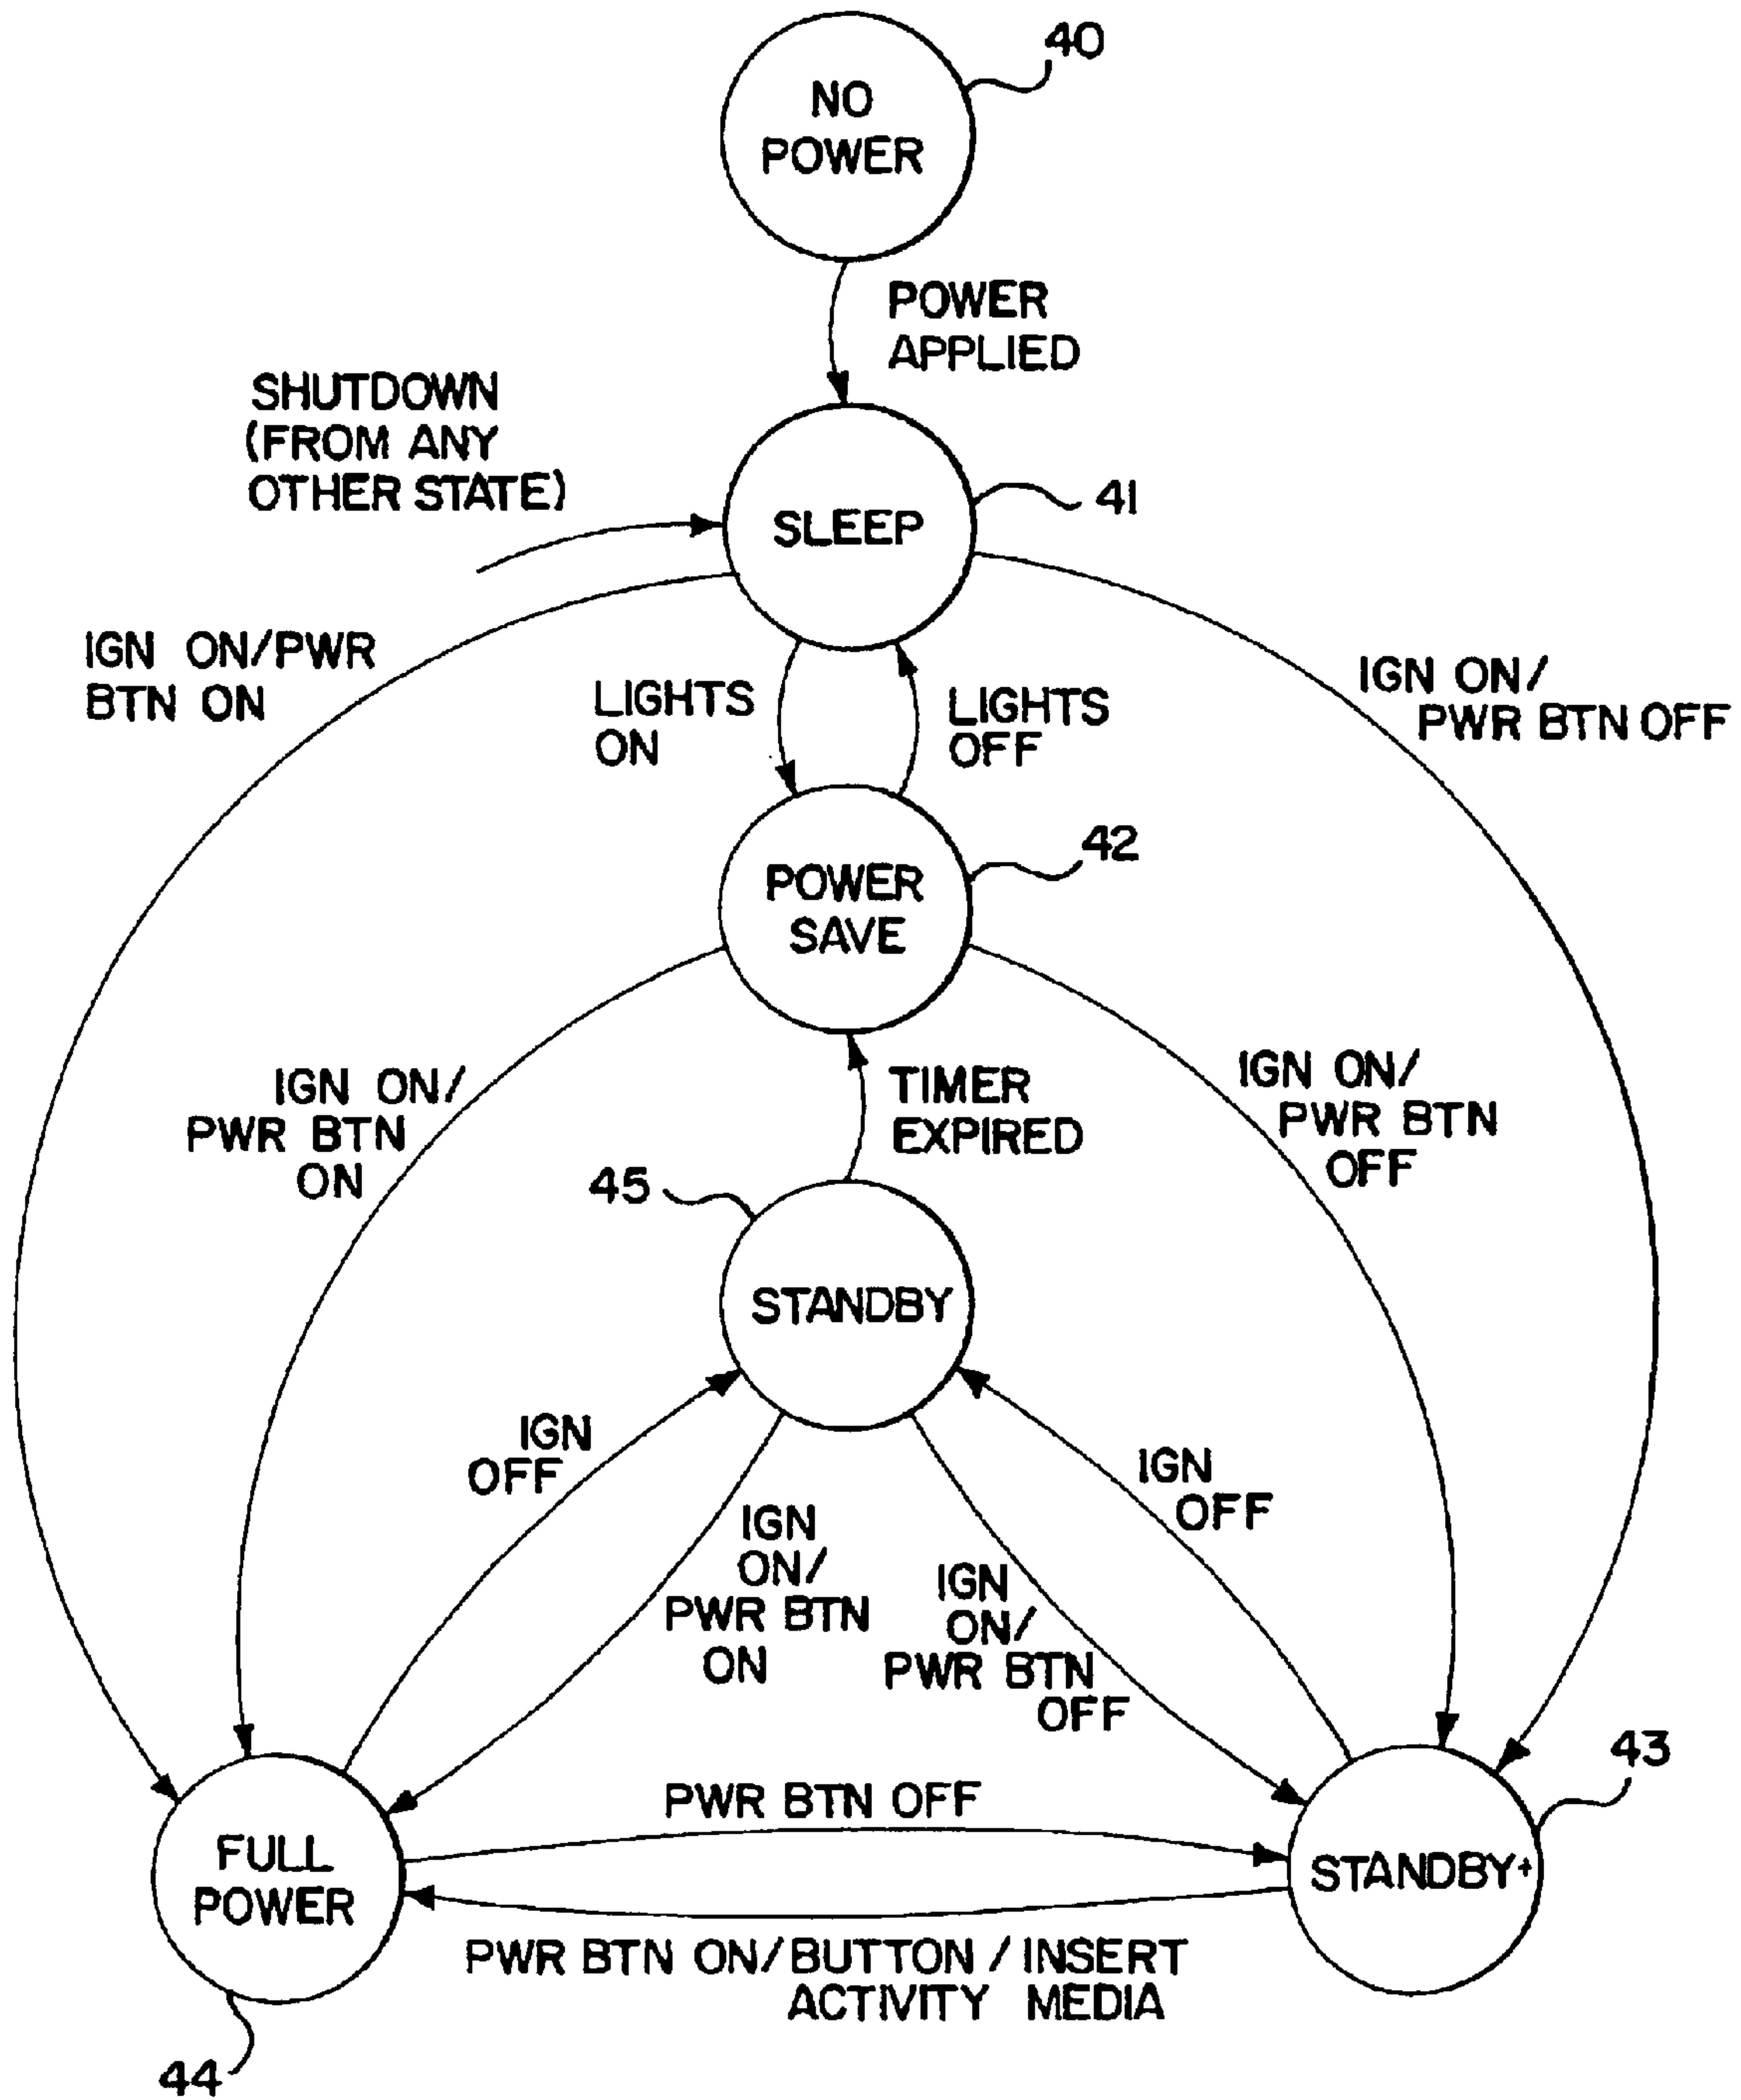 40
NO
POWER
POWER
APPLIED
SHUTDOWN
(FROM ANY
OTHER STATE)
41
SLEEP
IGN ON/PWR
BTN ON
LIGHTS
ON
LIGHTS
OFF
IGN ON/
PWR BTN OFF
42
POWER
SAVE
IGN ON/
PWR BTN
ON
TIMER
EXPIRED
IGN ON/
PWR BTN
OFF
45
STANDBY
IGN
OFF
IGN
ON/
PWR BTN
ON
IGN
ON/
PWR BTN
OFF
IGN
OFF
43
PWR BTN OFF
FULL
POWER
STANDBY+
PWR BTN ON/BUTTON/INSERT
ACTIVITY MEDIA
44